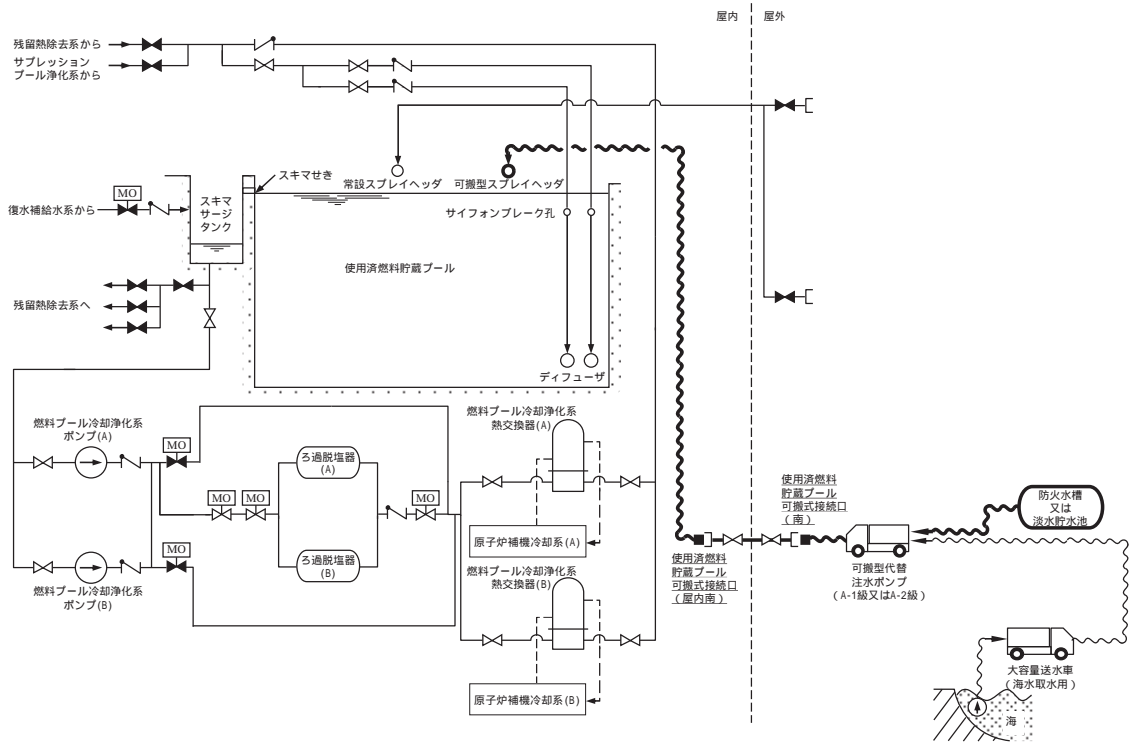 屋内
屋外
残留熱除去系から
サプレッション
プール浄化系から
スキマせき
常設スプレイヘッダ
可搬型スプレイヘッダ
MO
スキマ
サージ
タンク
復水補給水系から
サイフォンブレーク孔
使用済燃料貯蔵プール
残留熱除去系へ
ディフューザ
燃料プール冷却浄化系
ポンプ(A)
MO
ろ過脱塩器
(A)
MO
MO
MO
燃料プール冷却浄化系
熱交換器(A)
原子炉補機冷却系(A)
MO
ろ過脱塩器
(B)
燃料プール冷却浄化系
ポンプ(B)
燃料プール冷却浄化系
熱交換器(B)
原子炉補機冷却系(B)
使用済燃料
貯蔵プール
可搬式接続口
(南)
使用済燃料
貯蔵プール
可搬式接続口
(屋内南)
防火水槽
又は
淡水貯水池
可搬型代替
注水ポンプ
(A-1級又はA-2級)
大容量送水車
(海水取水用)
海